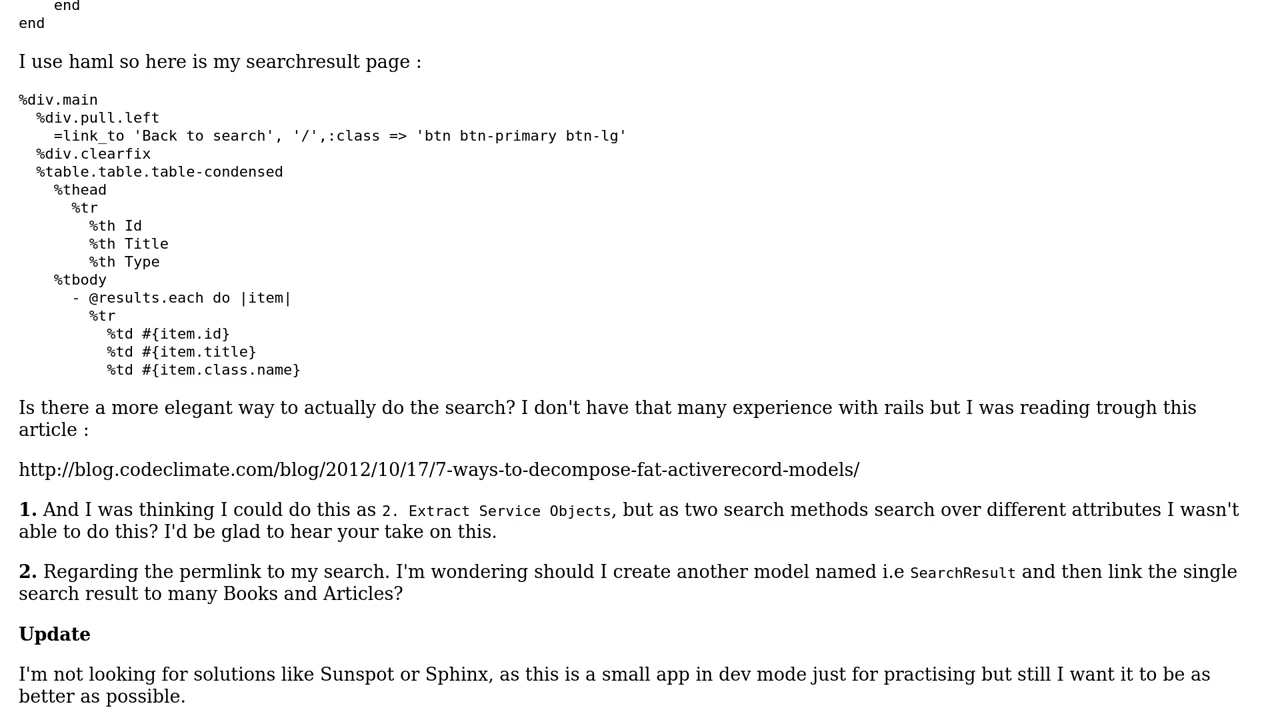 end
end
I use haml so here is my searchresult page :
%div.main
  %div.pull.left
    =link_to 'Back to search', '/',:class => 'btn btn-primary btn-lg'
  %div.clearfix
  %table.table.table-condensed
    %thead
      %tr
        %th Id
        %th Title
        %th Type
    %tbody
      - @results.each do |item|
        %tr
          %td #{item.id}
          %td #{item.title}
          %td #{item.class.name}
Is there a more elegant way to actually do the search? I don't have that many experience with rails but I was reading trough this
article :
http://blog.codeclimate.com/blog/2012/10/17/7-ways-to-decompose-fat-activerecord-models/
1. And I was thinking I could do this as 2. Extract Service Objects, but as two search methods search over different attributes I wasn't
able to do this? I'd be glad to hear your take on this.
2. Regarding the permlink to my search. I'm wondering should I create another model named i.e SearchResult and then link the single
search result to many Books and Articles?
Update
I'm not looking for solutions like Sunspot or Sphinx, as this is a small app in dev mode just for practising but still I want it to be as
better as possible.